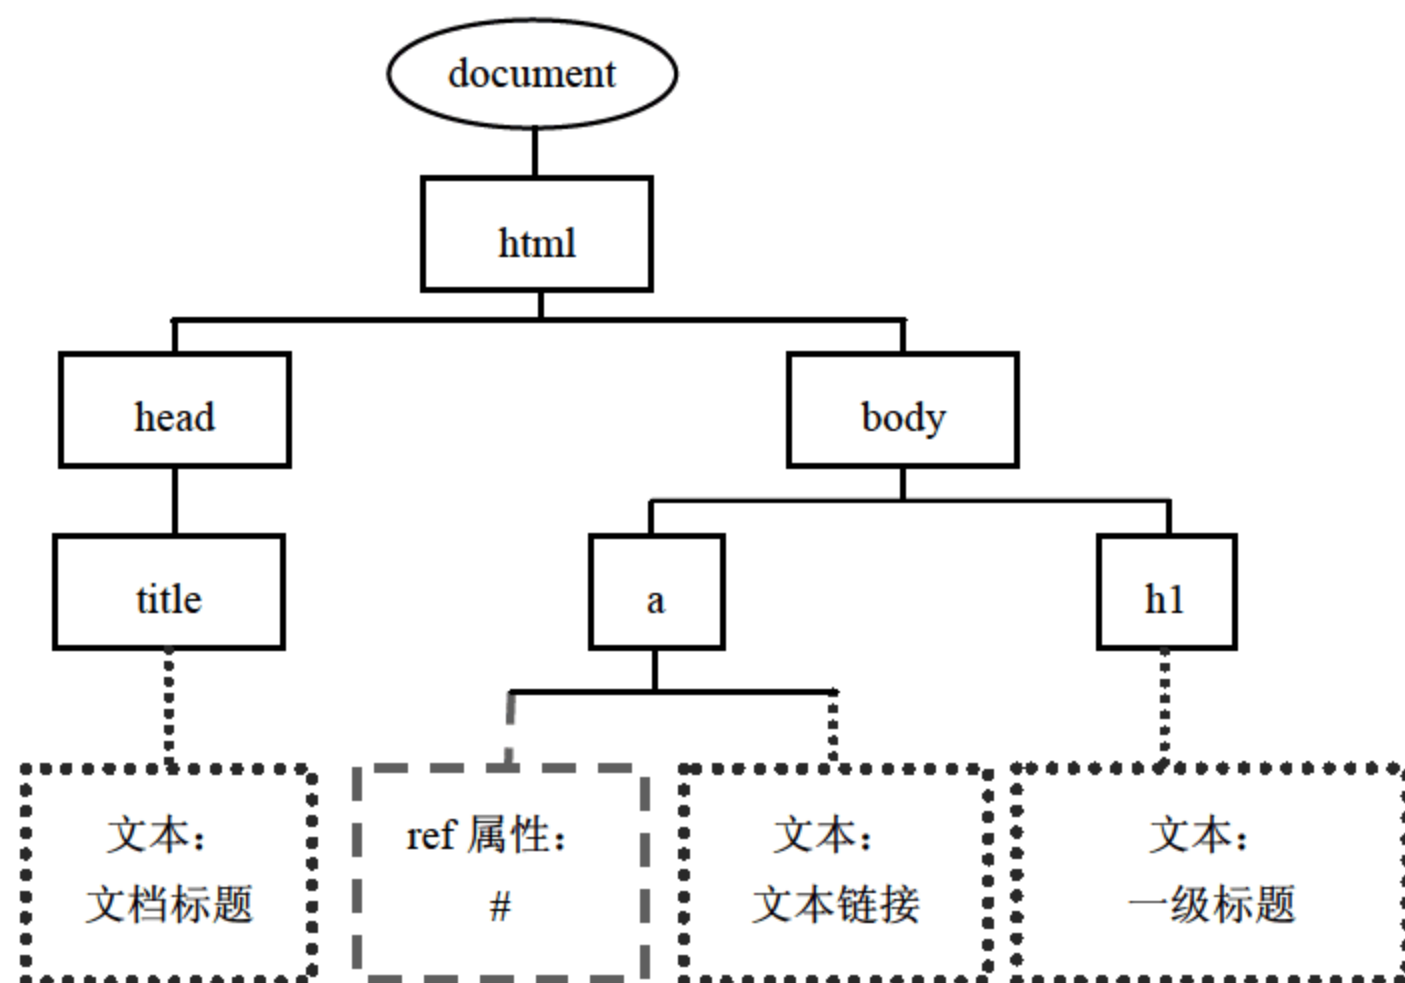 document
html
head
body
title
a
h1
文本：
文档标题
ref 属性：
#
文本：
文本链接
文本：
一级标题